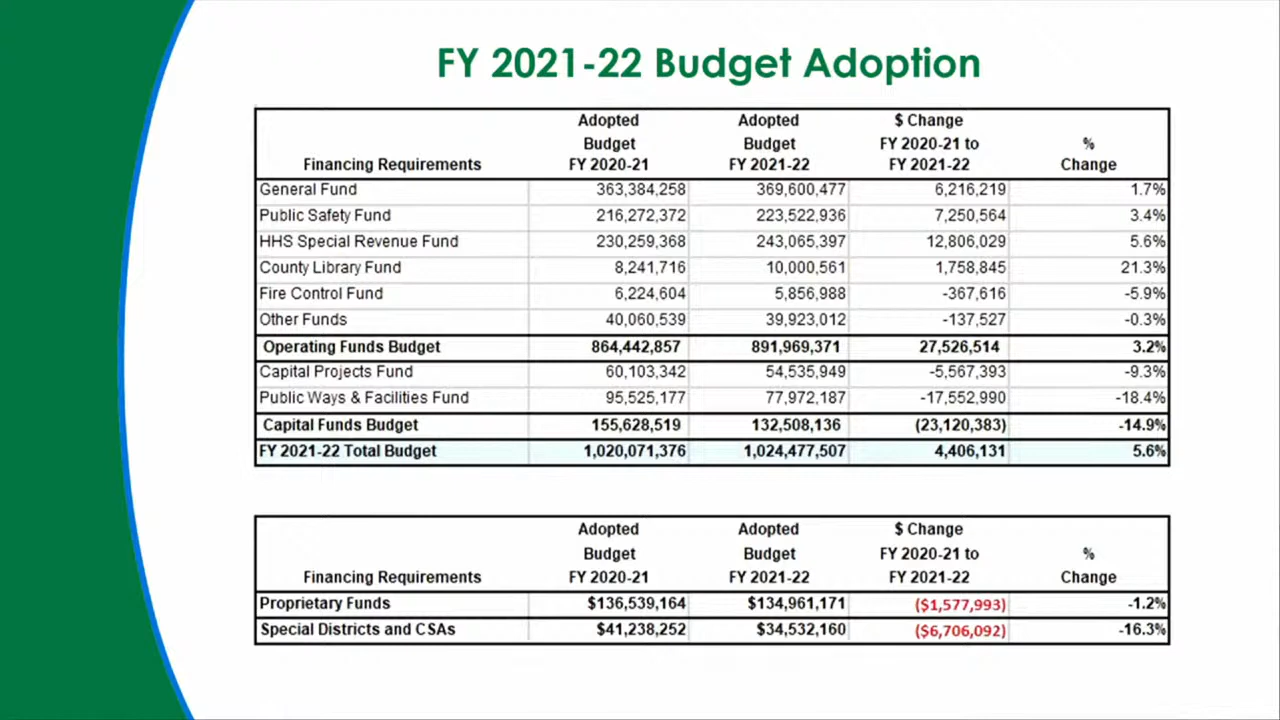 FY 2021-22 Budget Adoption
Financing Requirements Adopted Budget FY 2020-21 Adopted Budget FY 2021-22 $ Change FY 2020-21 to FY 2021-22 % Change
General Fund 363,384,258 369,600,477 6,216,219 1.7%
Public Safety Fund 216,272,372 223,522,936 7,250,564 3.4%
HHS Special Revenue Fund 230,259,368 243,065,397 12,806,029 5.6%
County Library Fund 8,241,716 10,000,561 1,758,845 21.3%
Fire Control Fund 6,224,604 5,856,988 -367,616 -5.9%
Other Funds 40,060,539 39,923,012 -137,527 -0.3%
Operating Funds Budget 864,442,857 891,969,371 27,526,514 3.2%
Capital Projects Fund 60,103,342 54,535,949 -5,567,393 -9.3%
Public Ways & Facilities Fund 95,525,177 77,972,187 -17,552,990 -18.4%
Capital Funds Budget 155,628,519 132,508,136 (23,120,383) -14.9%
FY 2021-22 Total Budget 1,020,071,376 1,024,477,507 4,406,131 5.6%
Financing Requirements Adopted Budget FY 2020-21 Adopted Budget FY 2021-22 $ Change FY 2020-21 to FY 2021-22 % Change
Proprietary Funds $136,539,164 $134,961,171 ($1,577,993) -1.2%
Special Districts and CSAs $41,238,252 $34,532,160 ($6,706,092) -16.3%